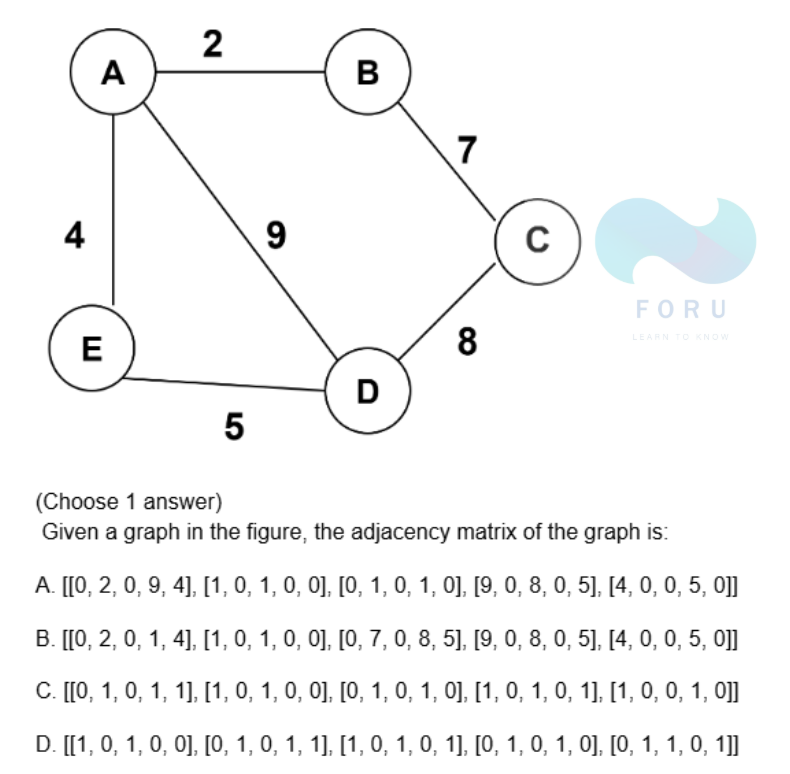 2
A
B
7
4
9
C
FORU
LEARN TO KNOW
E
8
D
5
(Choose 1 answer)
Given a graph in the figure, the adjacency matrix of the graph is:
A. [[0, 2, 0, 9, 4], [1, 0, 1, 0, 0], [0, 1, 0, 1, 0], [9, 0, 8, 0, 5], [4, 0, 0, 5, 0]]
B. [[0, 2, 0, 1, 4], [1, 0, 1, 0, 0], [0, 7, 0, 8, 5], [9, 0, 8, 0, 5], [4, 0, 0, 5, 0]]
C. [[0, 1, 0, 1, 1], [1, 0, 1, 0, 0], [0, 1, 0, 1, 0], [1, 0, 1, 0, 1], [1, 0, 0, 1, 0]]
D. [[1, 0, 1, 0, 0], [0, 1, 0, 1, 1], [1, 0, 1, 0, 1], [0, 1, 0, 1, 0], [0, 1, 1, 0, 1]]